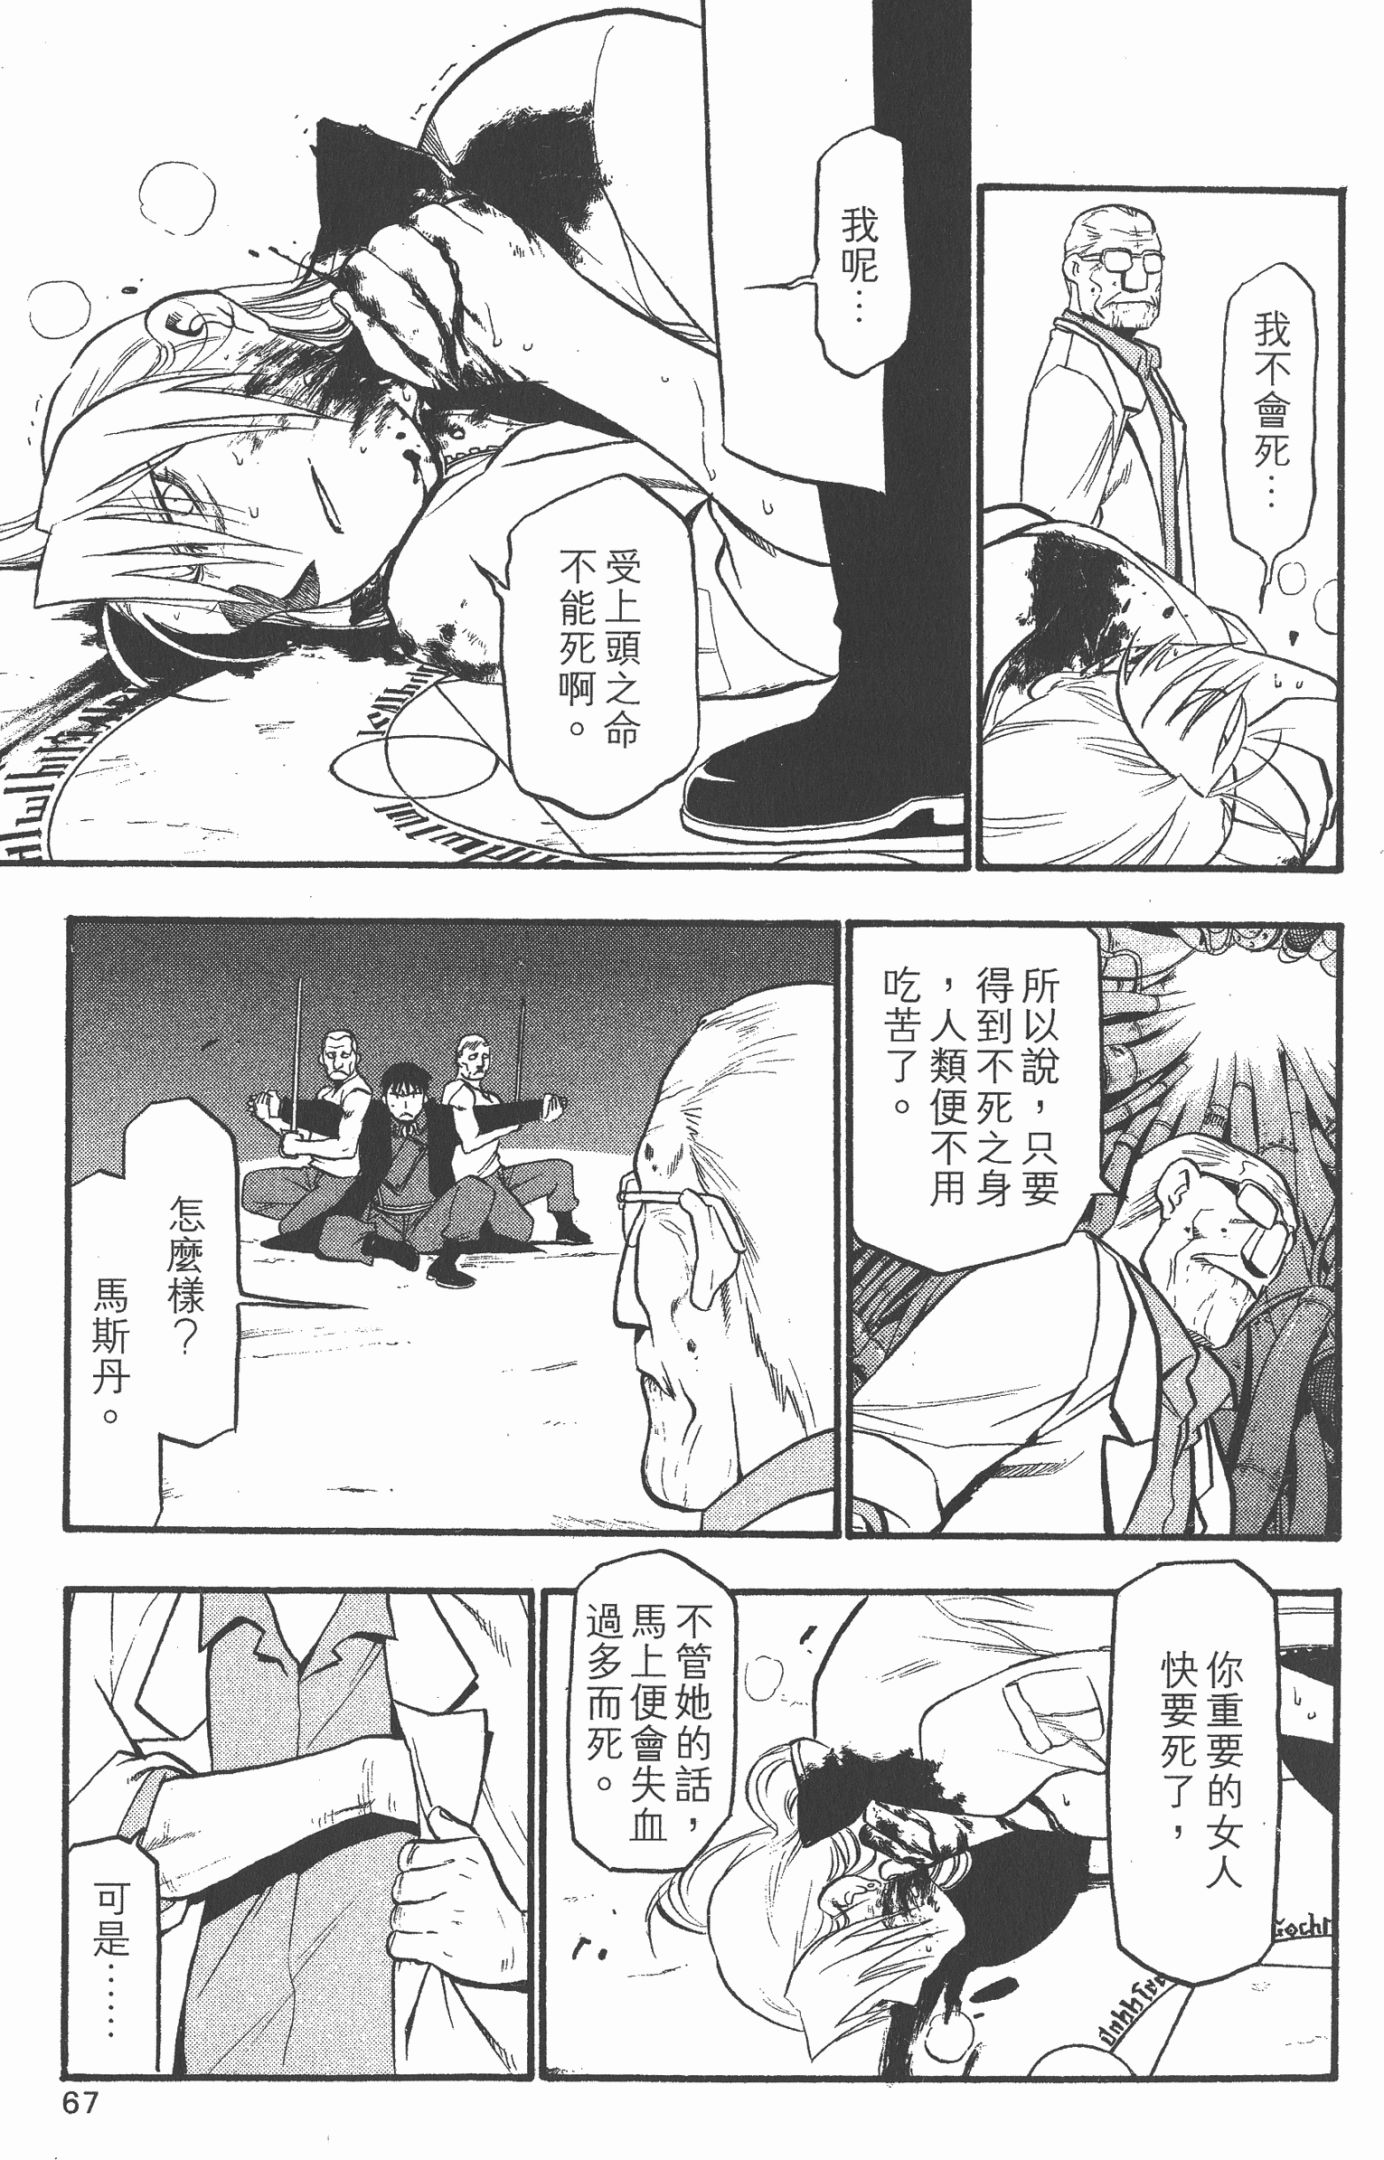 我不會死…
我呢…
受上頭之命
不能死啊。
所以說，只要
得到不死之身
，人類便不用
吃苦了。
怎麼樣？
馬斯丹。
你重要的女人
快要死了，
不管她的話，
馬上便會失血
過多而死。
可是……
67